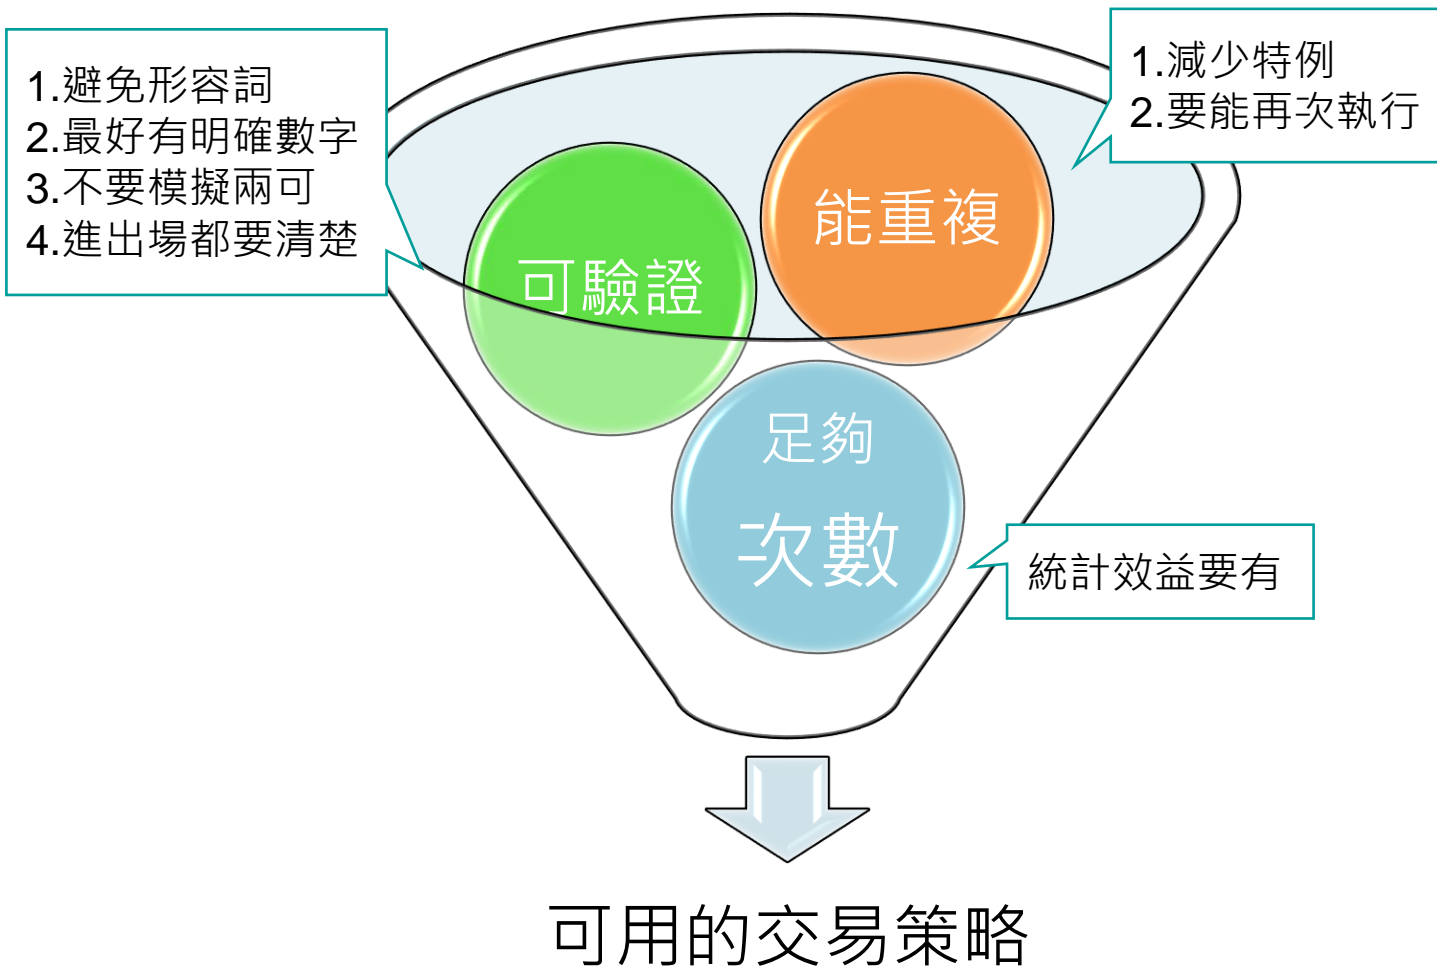 1.避免形容詞
2.最好有明確數字
3.不要模擬兩可
4.進出場都要清楚
1.減少特例
2.要能再次執行
能重複
可驗證
足夠
次數
統計效益要有
可用的交易策略